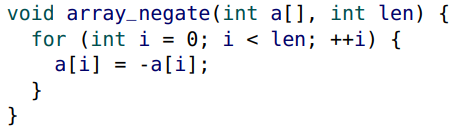 void array_negate(int a[], int len) {
  for (int i = 0; i < len; ++i) {
    a[i] = -a[i];
  }
}